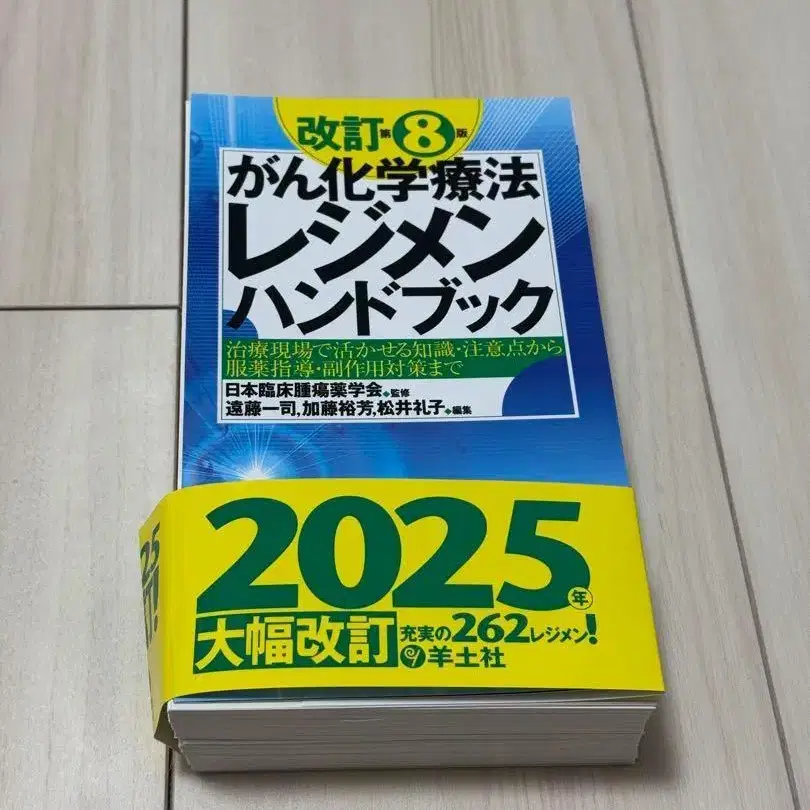 改訂第8版
がん化学療法
レジメン
ハンドブック
治療現場で活かせる知識・注意点から
服薬指導・副作用対策まで
日本臨床腫瘍薬学会◆監修
遠藤一司,加藤裕芳,松井礼子◆編集
2025年
大幅改訂 充実の262レジメン!
羊土社
25
訂!